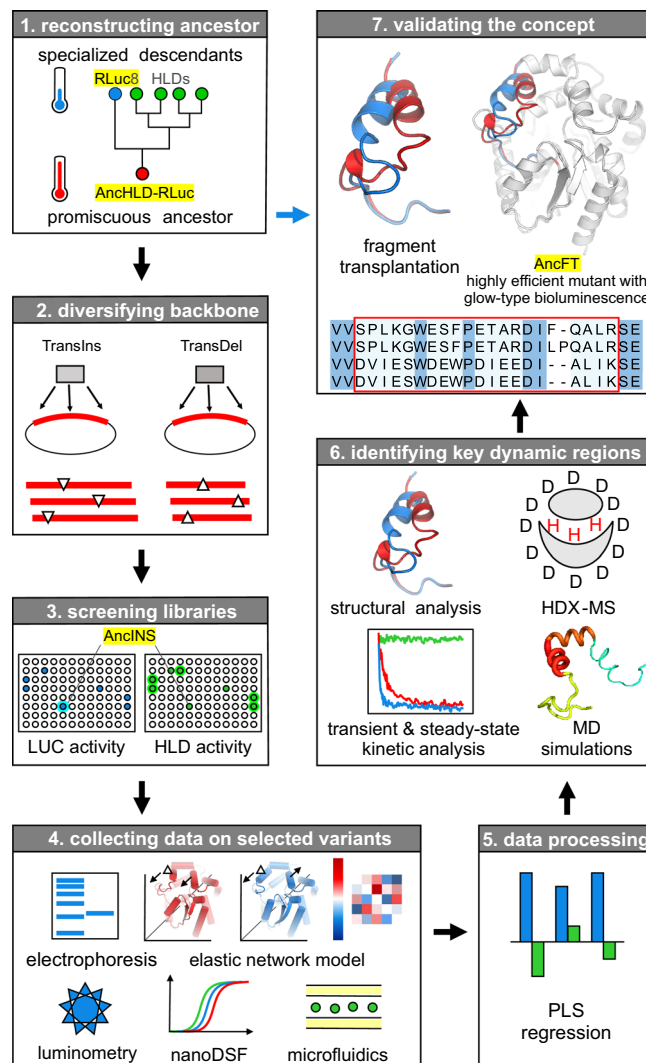 1. reconstructing ancestor
specialized descendants
RLuc8 HLDs
AncHLD-RLuc
promiscuous ancestor
2. diversifying backbone
TransIns TransDel
3. screening libraries
AncINS
LUC activity HLD activity
4. collecting data on selected variants
electrophoresis elastic network model
luminometry nanoDSF microfluidics
5. data processing
PLS
regression
6. identifying key dynamic regions
D D D D D D D D D D D
H H H
structural analysis HDX-MS
transient & steady-state
kinetic analysis
MD
simulations
7. validating the concept
fragment
transplantation
AncFT
highly efficient mutant with
glow-type bioluminescence
VVSPLKGWESFPETARDIF-QALRSE
VVSPLKGWESFPETARDILPQALRSE
VVDVIESWDEWPDIEEDI--ALIKSE
VVDVIESWDEWPDIEEDI--ALIKSE